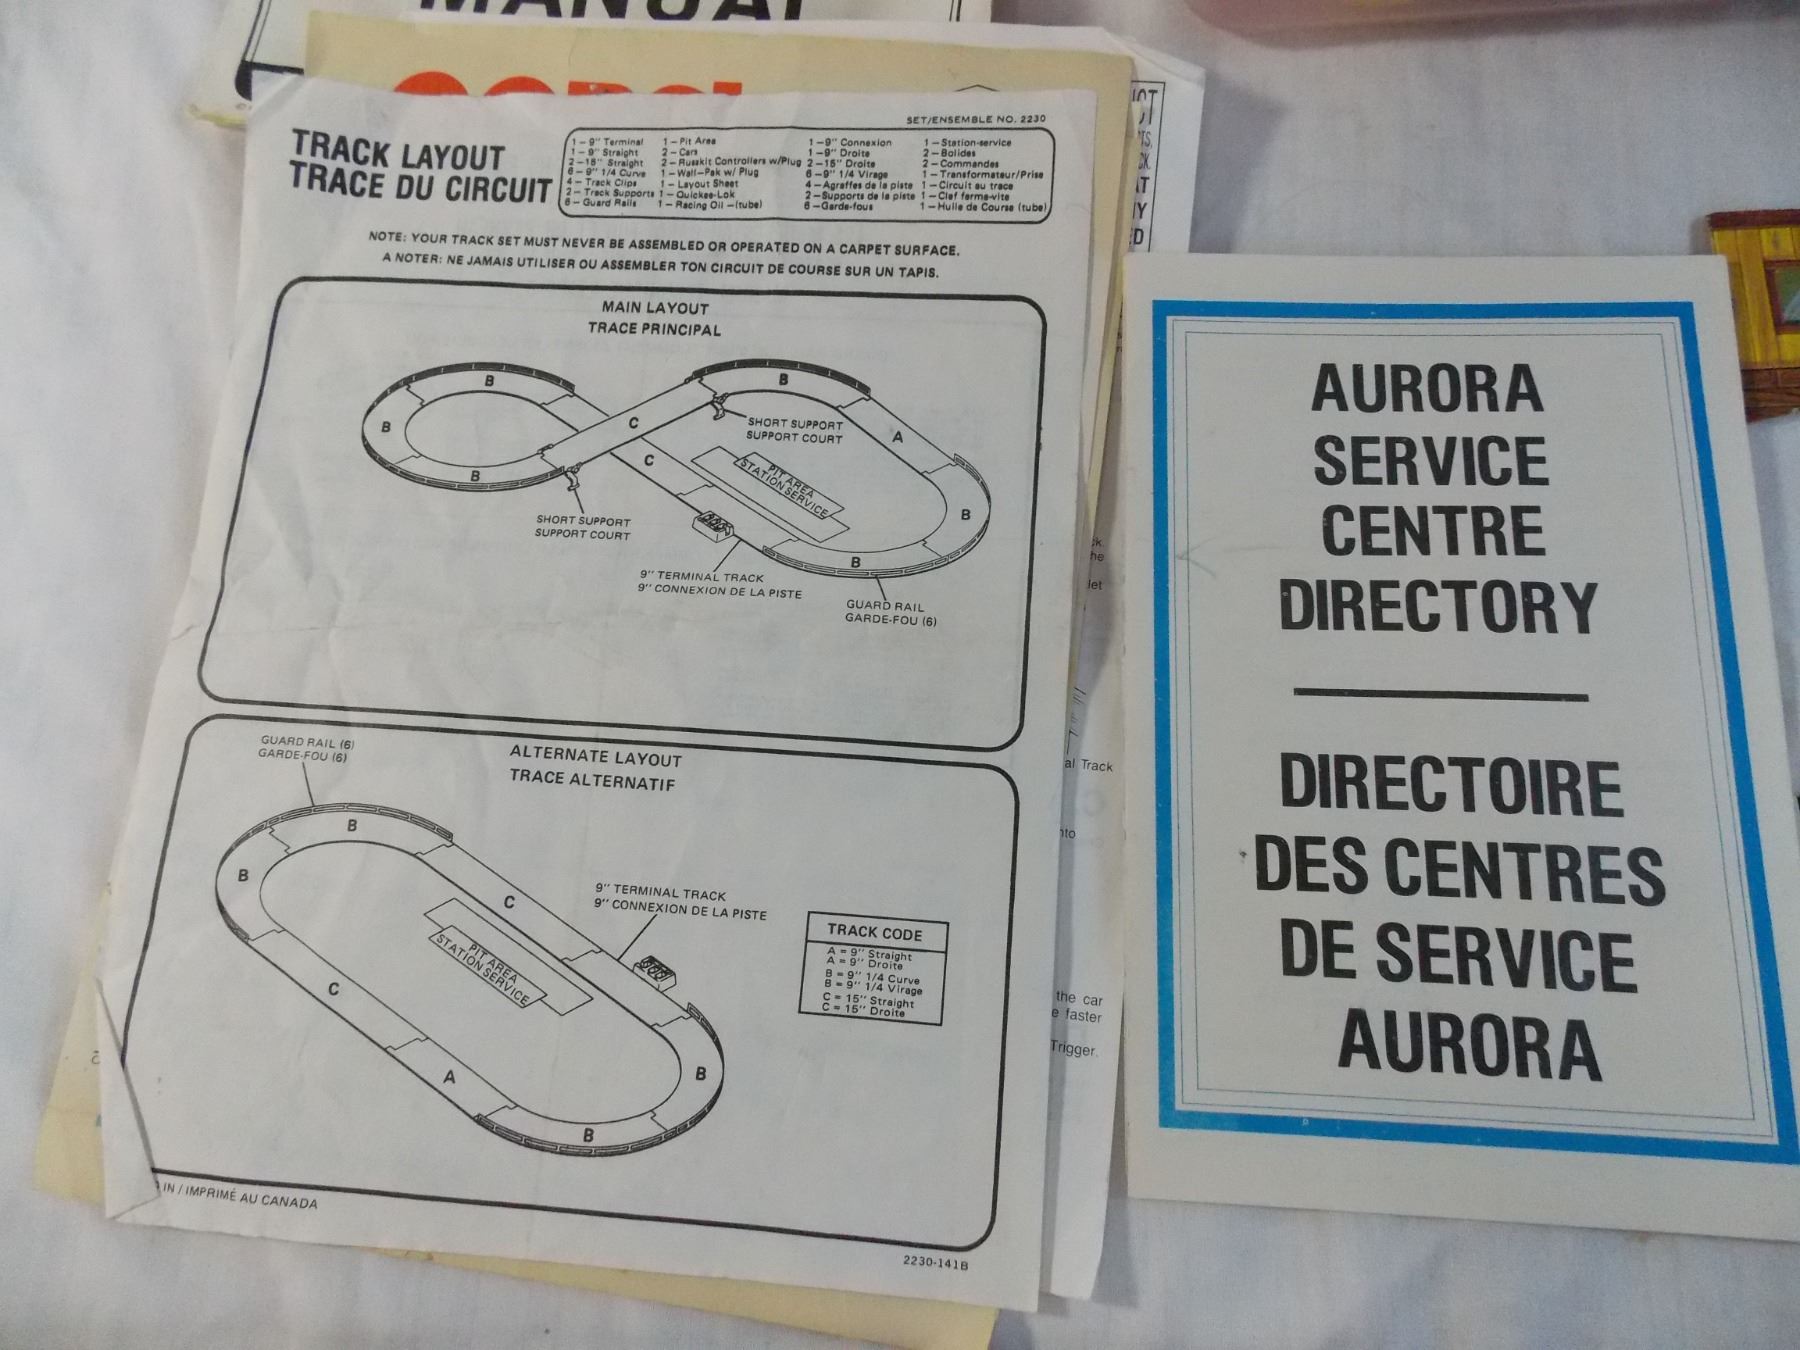 MANUAL
CORGI
SET/ENSEMBLE NO. 2230
TRACK LAYOUT
TRACE DU CIRCUIT
1 – 9" Terminal
1 – 9" Straight
2 – 15" Straight
6 – 9" 1/4 Curve
4 – Track Clips
2 – Track Supports
6 – Guard Rails
1 – Pit Area
2 – Cars
2 – Russkit Controllers w/Plug
1 – Wall-Pak w/ Plug
1 – Layout Sheet
1 – Quickee-Lok
1 – Racing Oil – (tube)
1 – 9" Connexion
1 – 9" Droite
2 – 15" Droite
6 – 9" 1/4 Virage
4 – Agraffes de la piste
2 – Supports de la piste
6 – Garde-fous
1 – Station-service
2 – Bolides
2 – Commandes
1 – Transformateur/Prise
1 – Circuit au trace
1 – Clef ferme-vite
1 – Huile de Course (tube)
NOTE: YOUR TRACK SET MUST NEVER BE ASSEMBLED OR OPERATED ON A CARPET SURFACE.
A NOTER: NE JAMAIS UTILISER OU ASSEMBLER TON CIRCUIT DE COURSE SUR UN TAPIS.
MAIN LAYOUT
TRACE PRINCIPAL
B
B
B
C
C
B
A
B
B
SHORT SUPPORT
SUPPORT COURT
PIT AREA
STATION SERVICE
SHORT SUPPORT
SUPPORT COURT
9" TERMINAL TRACK
9" CONNEXION DE LA PISTE
GUARD RAIL
GARDE-FOU (6)
ALTERNATE LAYOUT
TRACE ALTERNATIF
GUARD RAIL (6)
GARDE-FOU (6)
B
B
C
C
A
B
B
9" TERMINAL TRACK
9" CONNEXION DE LA PISTE
PIT AREA
STATION SERVICE
TRACK CODE
A = 9" Straight
A = 9" Droite
B = 9" 1/4 Curve
B = 9" 1/4 Virage
C = 15" Straight
C = 15" Droite
IN / IMPRIMÉ AU CANADA
2230-141B
al Track
the car
faster
Trigger.
AURORA
SERVICE
CENTRE
DIRECTORY
DIRECTOIRE
DES CENTRES
DE SERVICE
AURORA